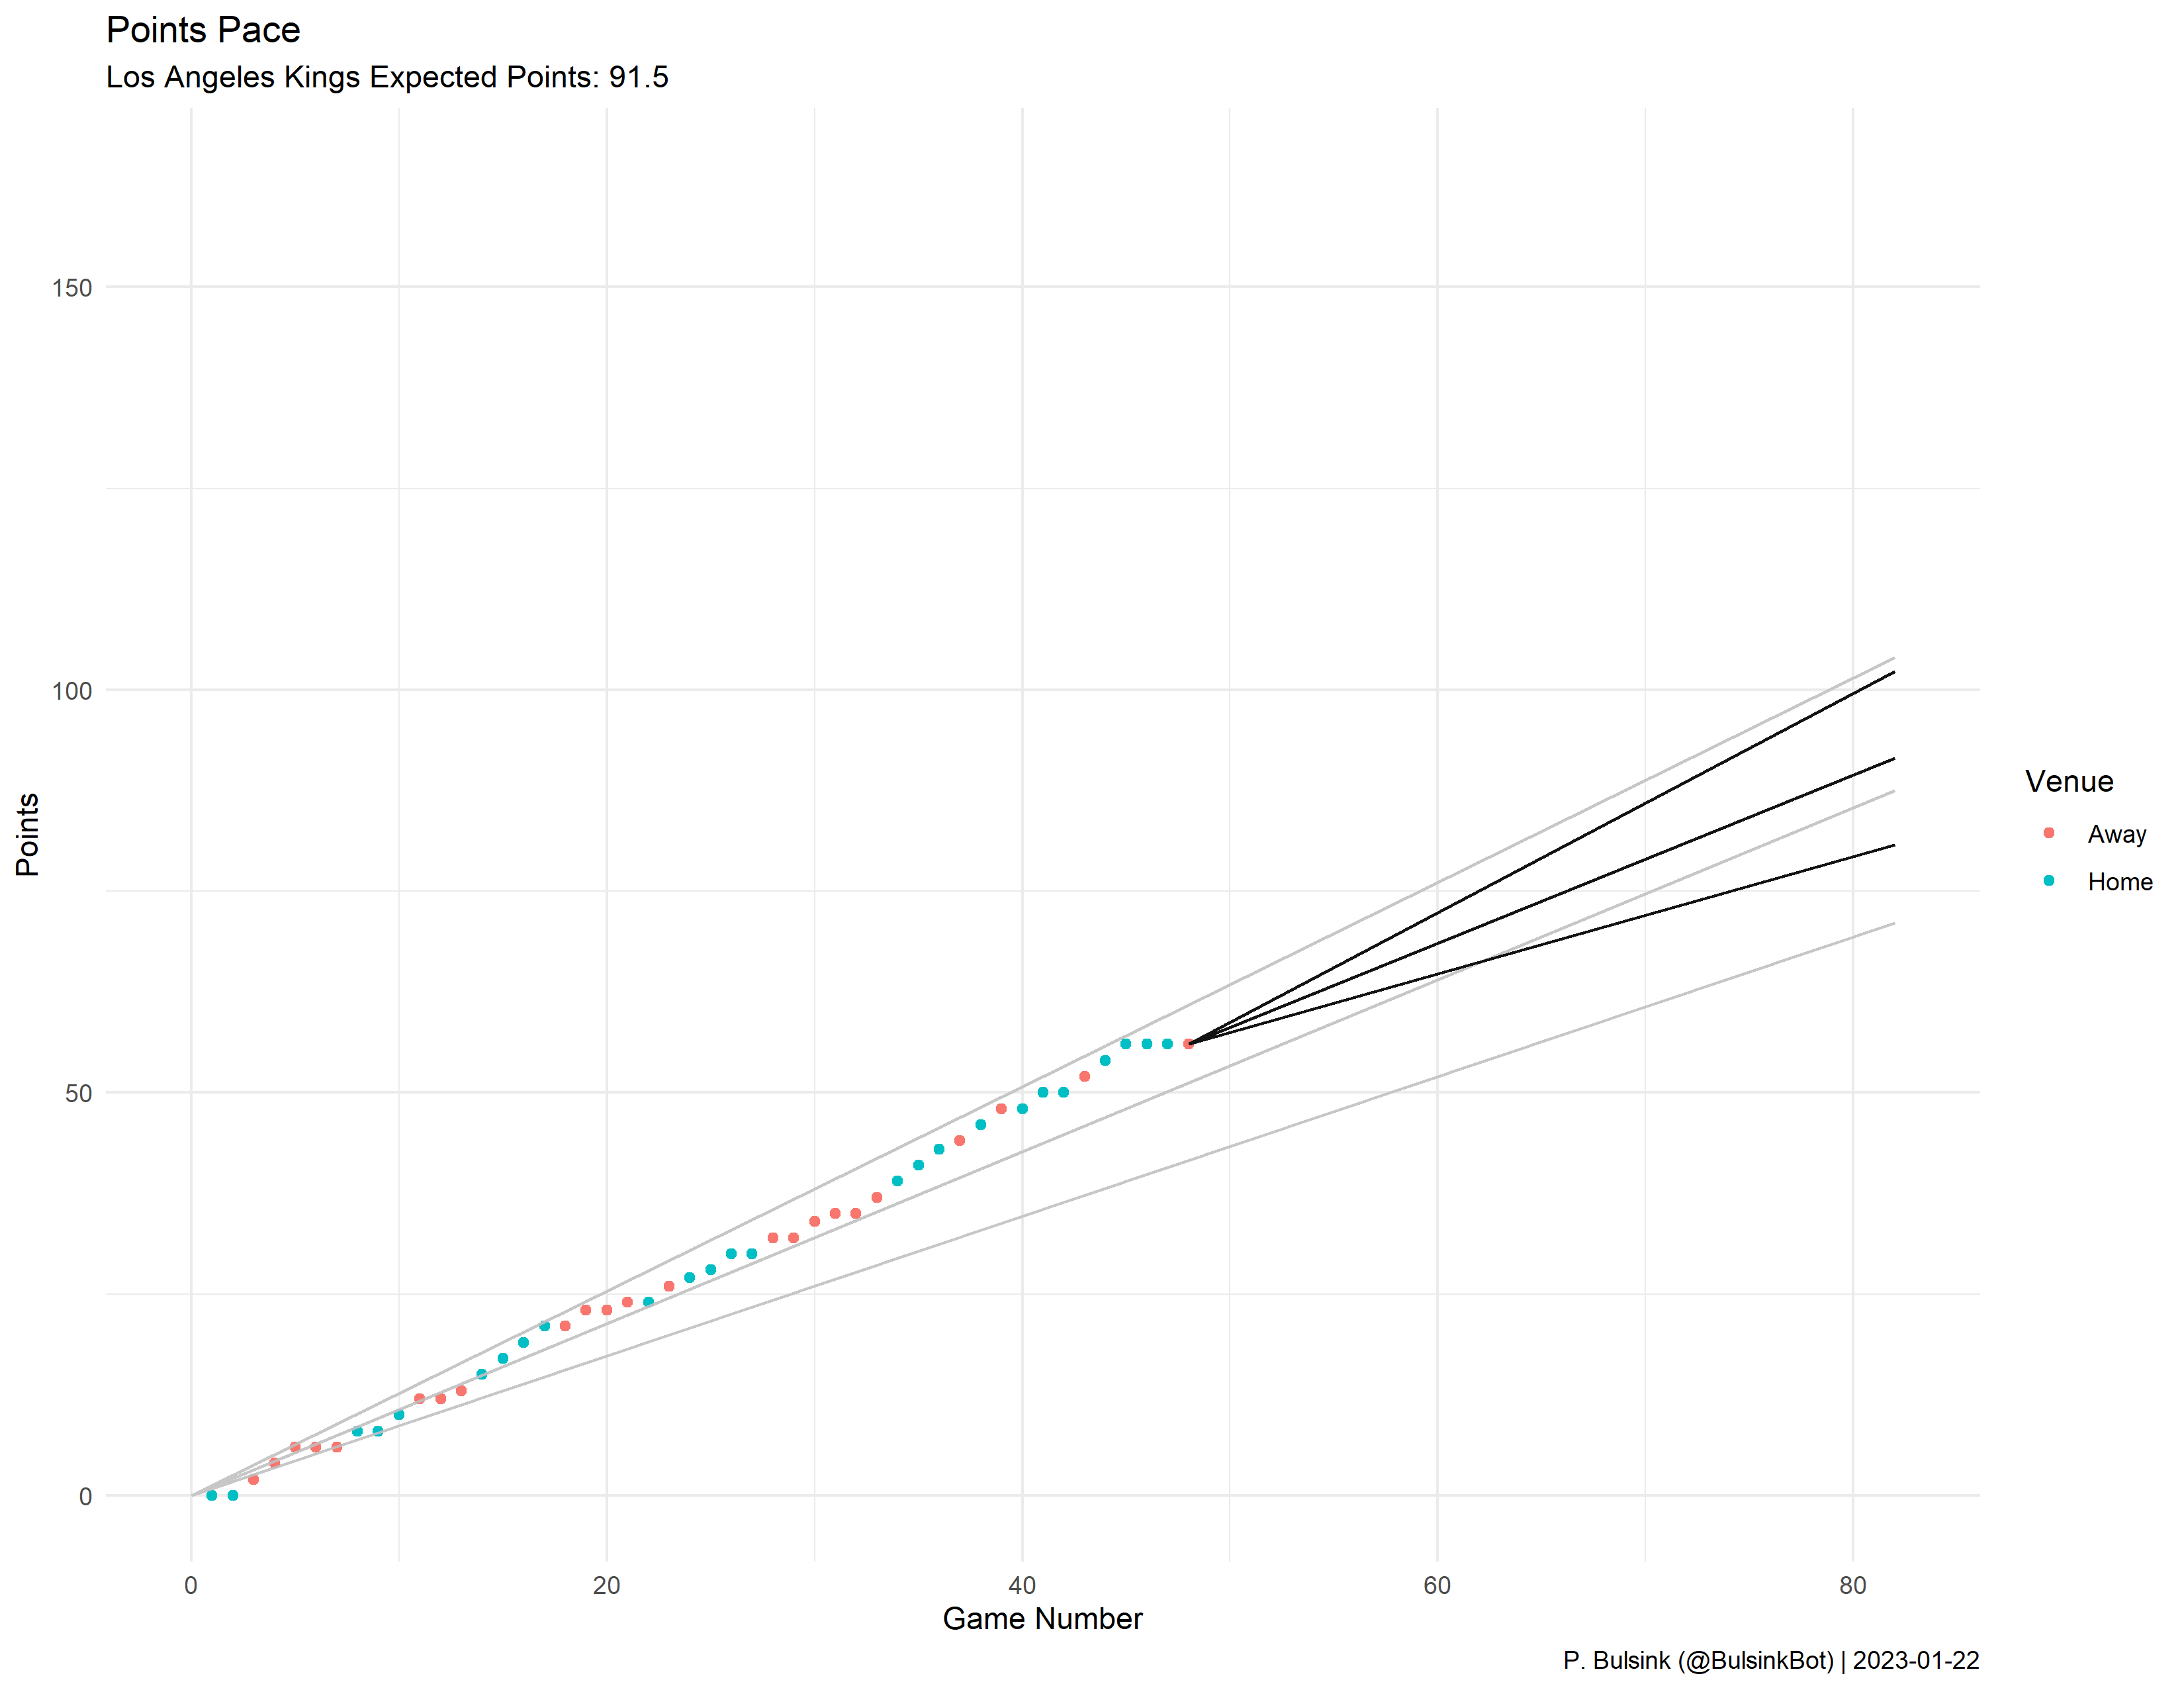 Points Pace
Los Angeles Kings Expected Points: 91.5
150
100
50
0
Points
0 20 40 60 80
Game Number
Venue
Away
Home
P. Bulsink (@BulsinkBot) | 2023-01-22